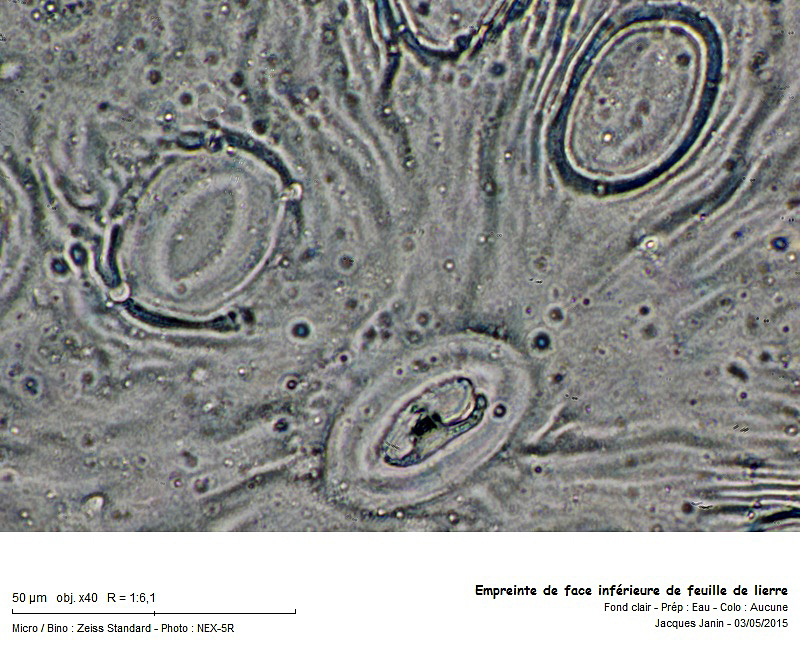 50 µm obj. x40 R = 1:6,1
Micro / Bino : Zeiss Standard - Photo : NEX-5R
Empreinte de face inférieure de feuille de lierre
Fond clair - Prép : Eau - Colo : Aucune
Jacques Janin - 03/05/2015